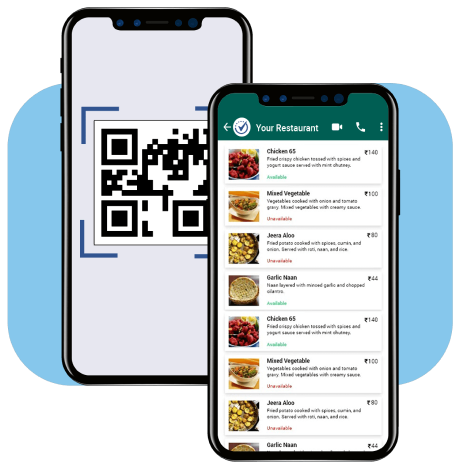 Your Restaurant
Chicken 65 ₹140
Fried crispy chicken tossed with spices and
yogurt sauce served with mint chutney.
Available
Mixed Vegetable ₹100
Vegetables cooked with onion and tomato
gravy. Mixed vegetables with creamy sauce.
Unavailable
Jeera Aloo ₹80
Fried potato cooked with spices, cumin, and
onion. Served with roti, naan, and rice.
Unavailable
Garlic Naan ₹44
Naan layered with minced garlic and chopped
cilantro.
Available
Chicken 65 ₹140
Fried crispy chicken tossed with spices and
yogurt sauce served with mint chutney.
Available
Mixed Vegetable ₹100
Vegetables cooked with onion and tomato
gravy. Mixed vegetables with creamy sauce.
Unavailable
Jeera Aloo ₹80
Fried potato cooked with spices, cumin, and
onion. Served with roti, naan, and rice.
Unavailable
Garlic Naan ₹44